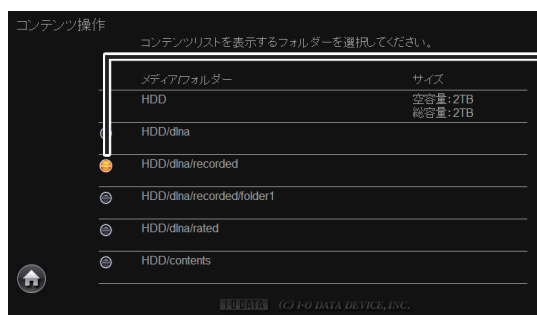 コンテンツ操作
コンテンツリストを表示するフォルダーを選択してください。
メディア/フォルダー サイズ
HDD 空容量:2TB
総容量:2TB
HDD/dlna
HDD/dlna/recorded
HDD/dlna/recorded/folder1
HDD/dlna/rated
HDD/contents
I-O DATA (C) I-O DATA DEVICE, INC.